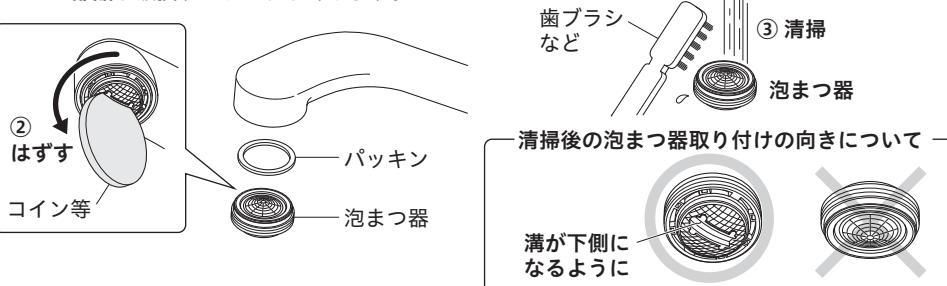 ②
はずす
コイン等
パッキン
泡まつ器
歯ブラシ
など
③ 清掃
泡まつ器
清掃後の泡まつ器取り付けの向きについて
溝が下側に
なるように